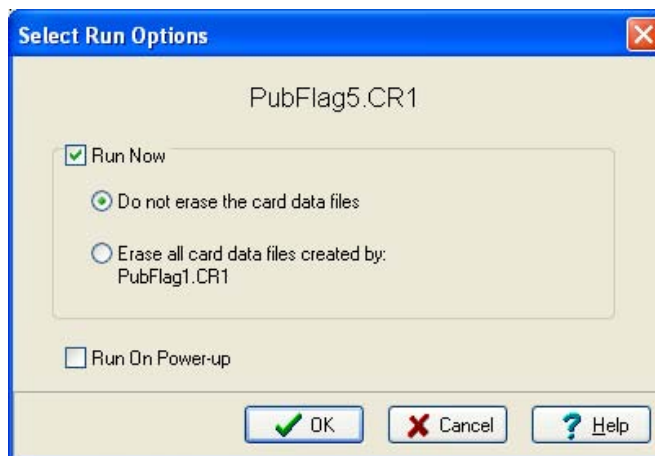 Select Run Options
PubFlag5.CR1
Run Now
Do not erase the card data files
Erase all card data files created by:
PubFlag1.CR1
Run On Power-up
OK Cancel Help